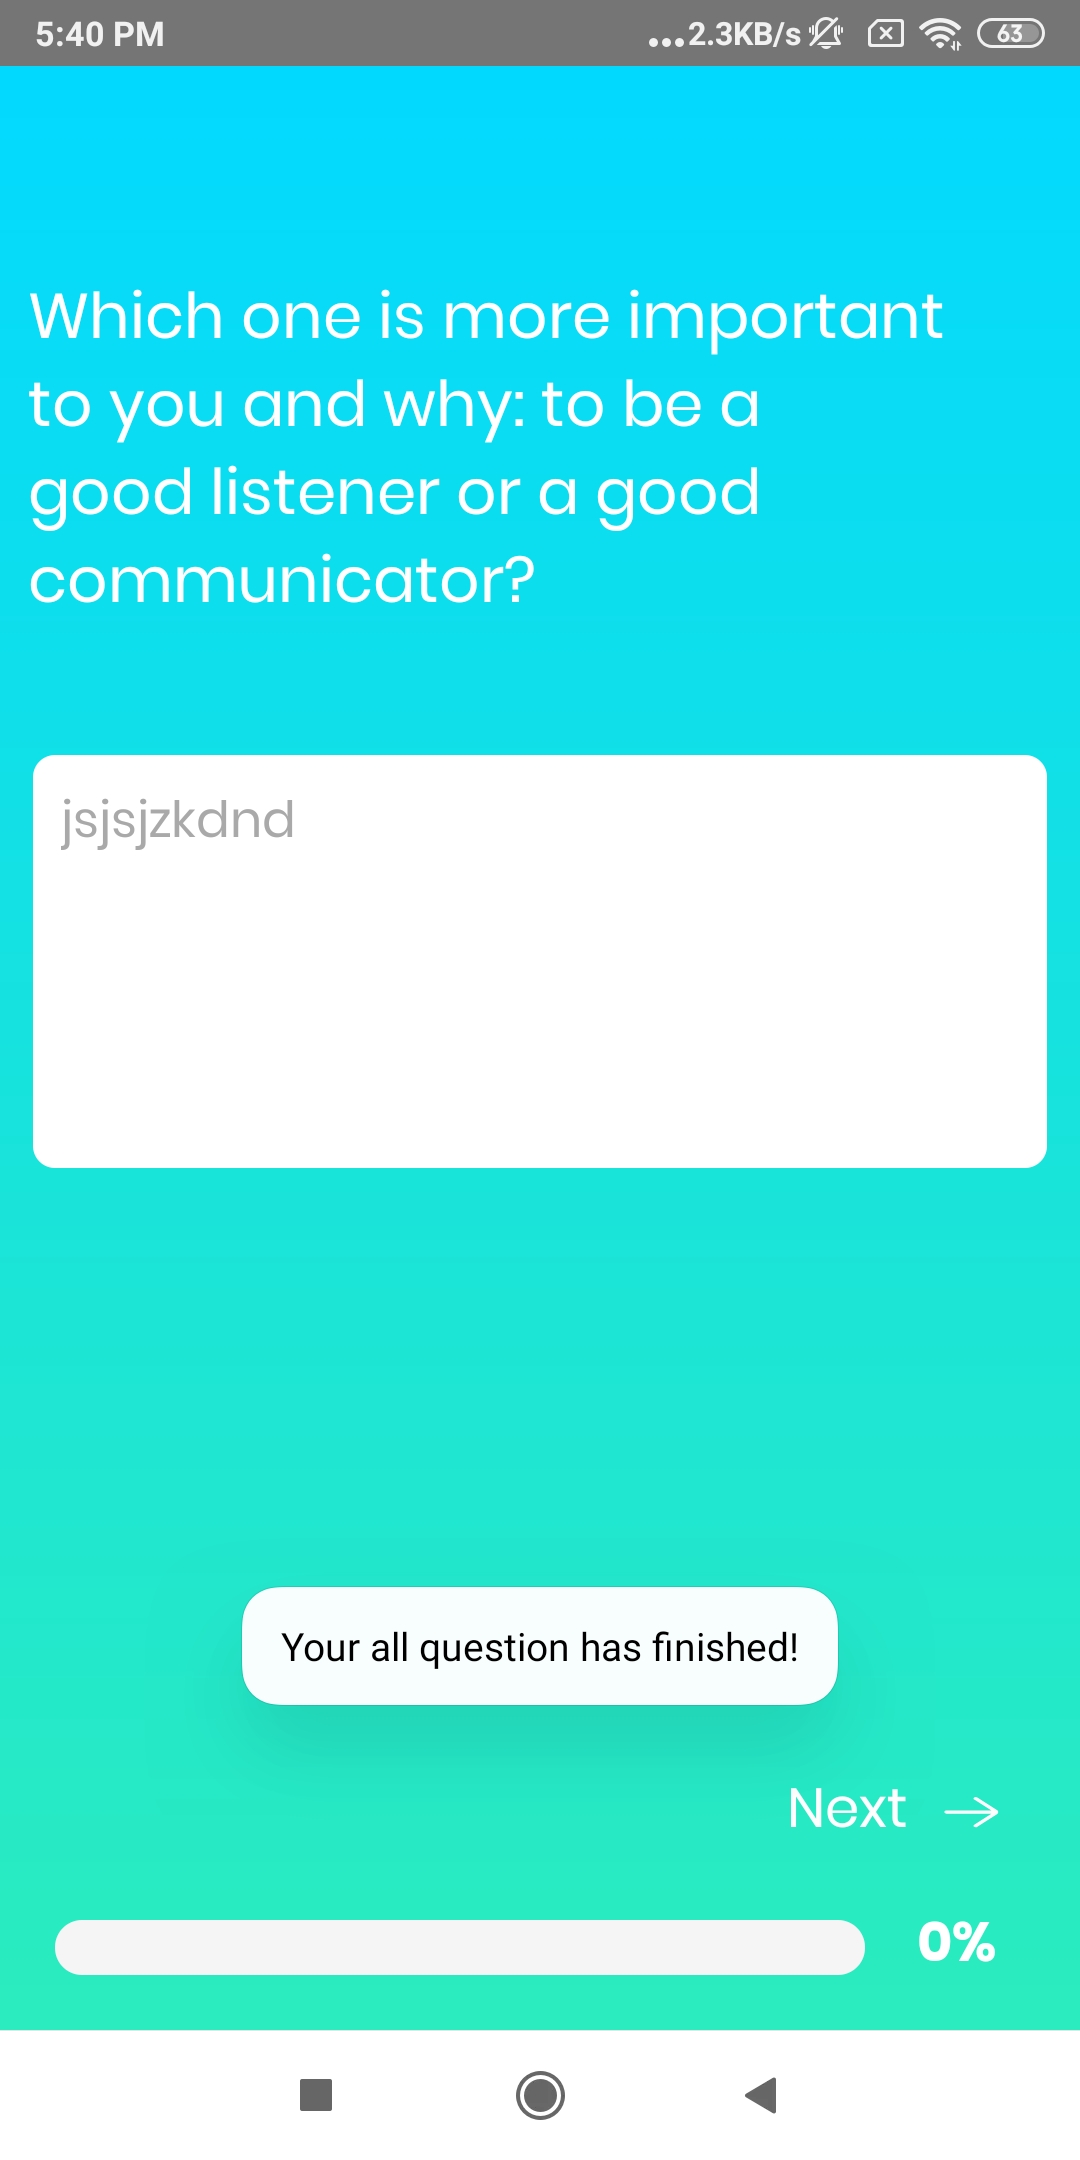 5:40 PM ...2.3KB/s 63
Which one is more important
to you and why: to be a
good listener or a good
communicator?
jsjsjzkdnd
Your all question has finished!
Next →
0%